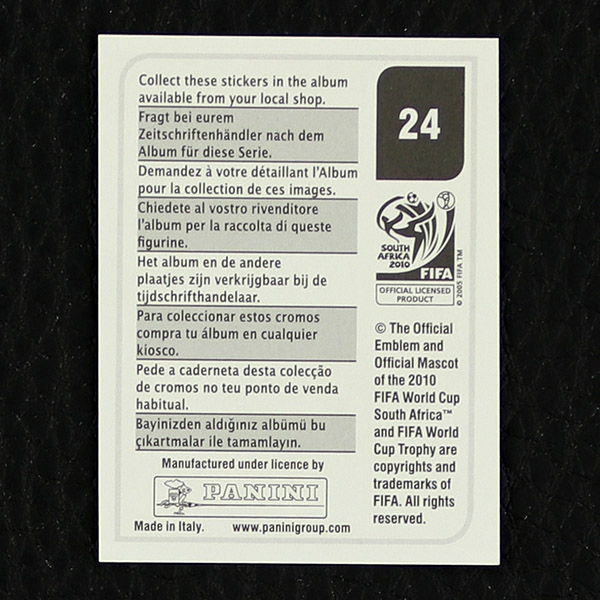 Collect these stickers in the album
available from your local shop.
Fragt bei eurem
Zeitschriftenhändler nach dem
Album für diese Serie.
Demandez à votre détaillant l'Album
pour la collection de ces images.
Chiedete al vostro rivenditore
l'album per la raccolta di queste
figurine.
Het album en de andere
plaatjes zijn verkrijgbaar bij de
tijdschrifthandelaar.
Para coleccionar estos cromos
compra tu álbum en cualquier
kiosco.
Pede a caderneta desta colecção
de cromos no teu ponto de venda
habitual.
Bayinizden aldığınız albümü bu
çıkartmalar ile tamamlayın.
Manufactured under licence by
PANINI
Made in Italy. www.paninigroup.com
24
SOUTH
AFRICA
2010
FIFA
OFFICIAL LICENSED
PRODUCT
© 2005 FIFA TM
© The Official
Emblem and
Official Mascot
of the 2010
FIFA World Cup
South Africa™
and FIFA World
Cup Trophy are
copyrights and
trademarks of
FIFA. All rights
reserved.